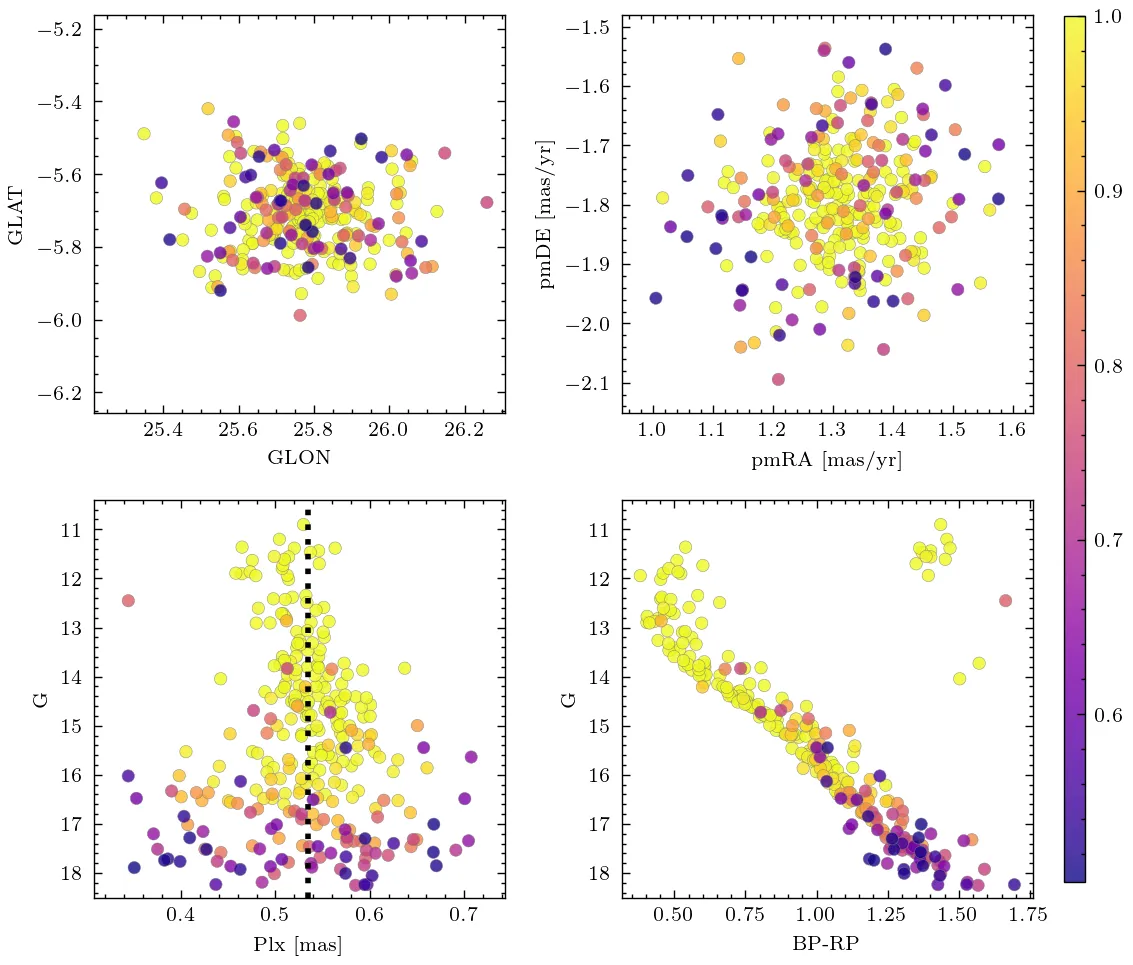 −5.2
−5.4
−5.6
−5.8
−6.0
−6.2
GLAT
25.4 25.6 25.8 26.0 26.2
GLON
−1.5
−1.6
−1.7
−1.8
−1.9
−2.0
−2.1
pmDE [mas/yr]
1.0 1.1 1.2 1.3 1.4 1.5 1.6
pmRA [mas/yr]
11
12
13
14
15
16
17
18
G
0.4 0.5 0.6 0.7
Plx [mas]
11
12
13
14
15
16
17
18
G
0.50 0.75 1.00 1.25 1.50 1.75
BP-RP
1.0
0.9
0.8
0.7
0.6